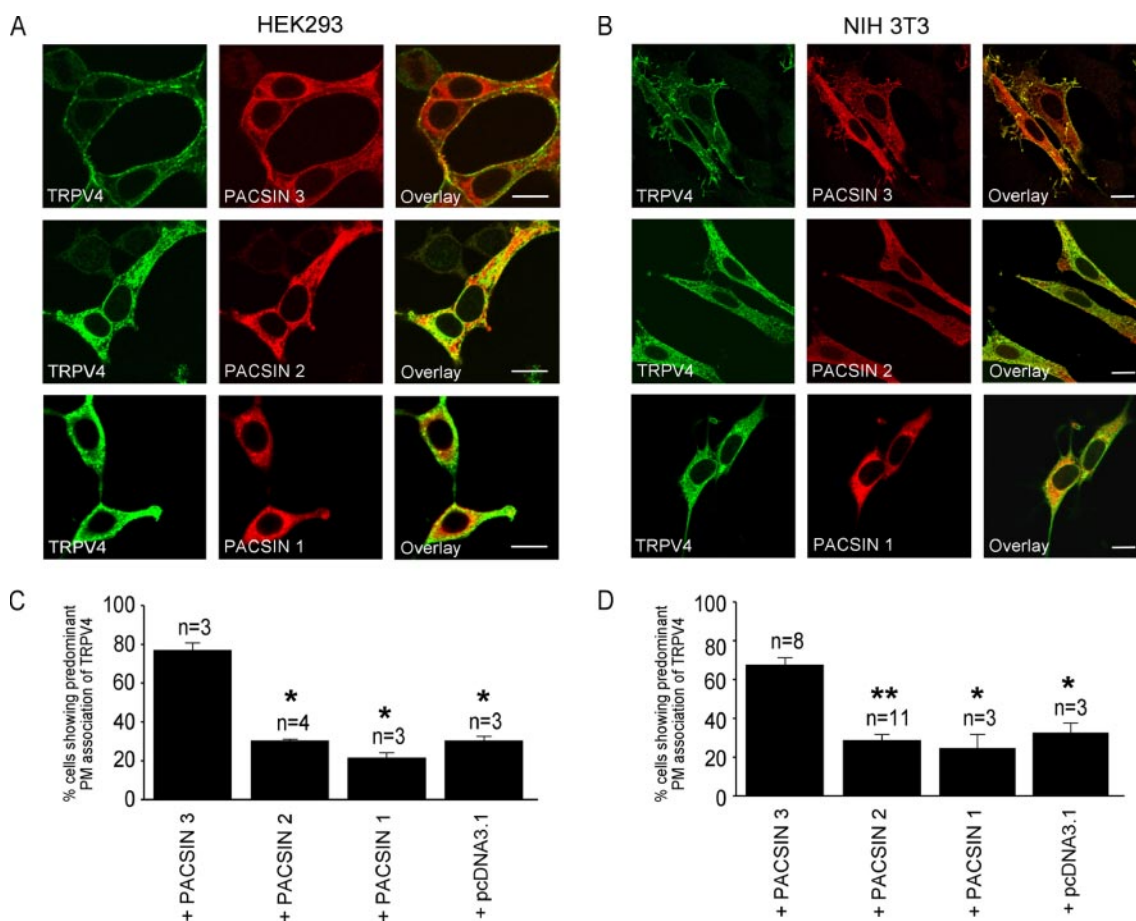 A
HEK293
TRPV4
PACSIN 3
Overlay
TRPV4
PACSIN 2
Overlay
TRPV4
PACSIN 1
Overlay
B
NIH 3T3
TRPV4
PACSIN 3
Overlay
TRPV4
PACSIN 2
Overlay
TRPV4
PACSIN 1
Overlay
C
% cells showing predominant
PM association of TRPV4
100
80
60
40
20
0
n=3
*
n=4
*
n=3
*
n=3
+ PACSIN 3
+ PACSIN 2
+ PACSIN 1
+ pcDNA3.1
D
% cells showing predominant
PM association of TRPV4
100
80
60
40
20
0
n=8
**
n=11
*
n=3
*
n=3
+ PACSIN 3
+ PACSIN 2
+ PACSIN 1
+ pcDNA3.1